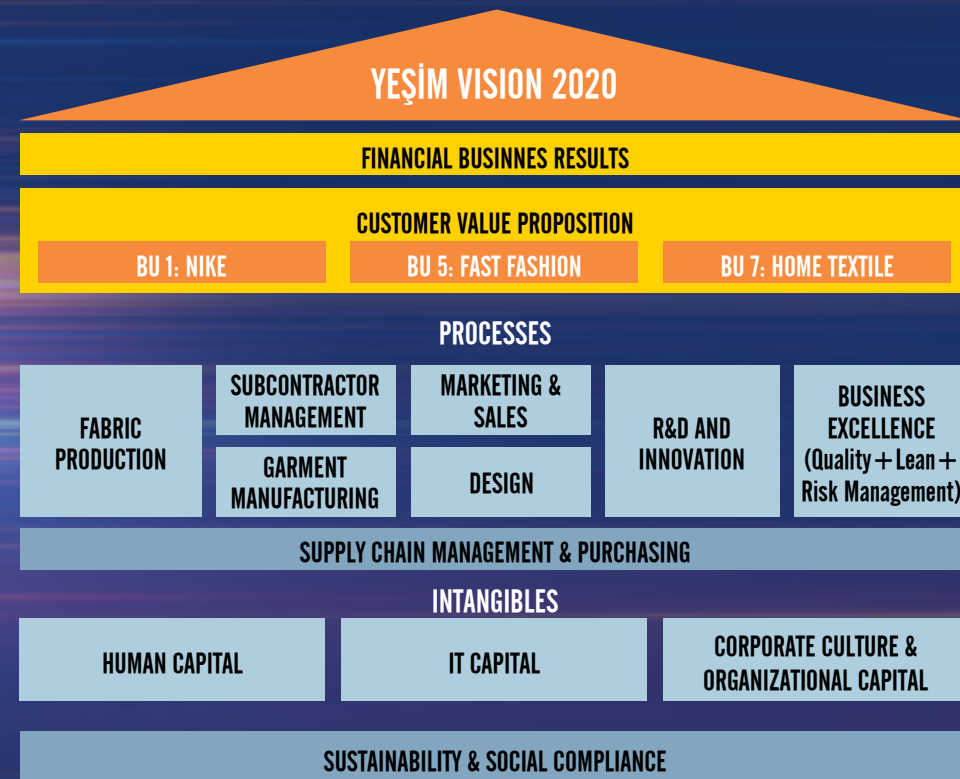 YEŞİM VISION 2020
FINANCIAL BUSINNES RESULTS
CUSTOMER VALUE PROPOSITION
BU 1: NIKE
BU 5: FAST FASHION
BU 7: HOME TEXTILE
PROCESSES
FABRIC
PRODUCTION
SUBCONTRACTOR
MANAGEMENT
GARMENT
MANUFACTURING
MARKETING &
SALES
DESIGN
R&D AND
INNOVATION
BUSINESS
EXCELLENCE
(Quality+Lean+
Risk Management)
SUPPLY CHAIN MANAGEMENT & PURCHASING
INTANGIBLES
HUMAN CAPITAL
IT CAPITAL
CORPORATE CULTURE &
ORGANIZATIONAL CAPITAL
SUSTAINABILITY & SOCIAL COMPLIANCE